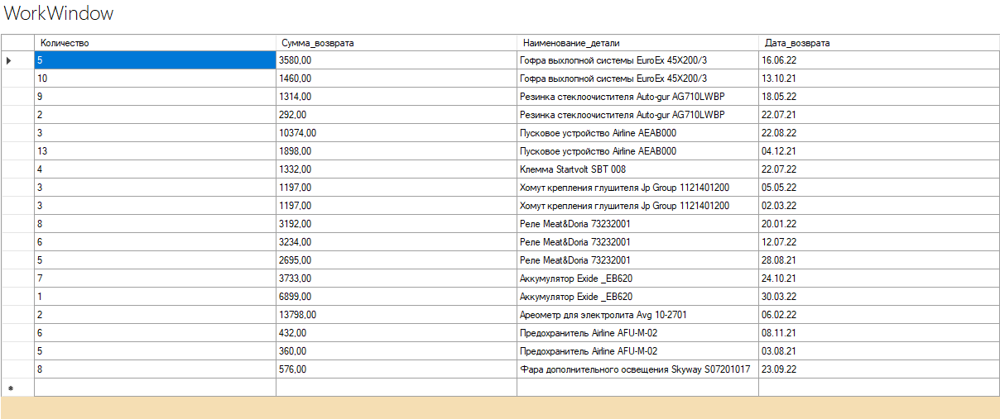 WorkWindow
Количество Сумма_возврата Наименование_детали Дата_возврата
5 3580,00 Гофра выхлопной системы EuroEx 45X200/3 16.06.22
10 1460,00 Гофра выхлопной системы EuroEx 45X200/3 13.10.21
9 1314,00 Резинка стеклоочистителя Auto-gur AG710LWBP 18.05.22
2 292,00 Резинка стеклоочистителя Auto-gur AG710LWBP 22.07.21
3 10374,00 Пусковое устройство Airline AEAB000 22.08.22
13 1898,00 Пусковое устройство Airline AEAB000 04.12.21
4 1332,00 Клемма Startvolt SBT 008 22.07.22
3 1197,00 Хомут крепления глушителя Jp Group 1121401200 05.05.22
3 1197,00 Хомут крепления глушителя Jp Group 1121401200 02.03.22
8 3192,00 Реле Meat&Doria 73232001 20.01.22
6 3234,00 Реле Meat&Doria 73232001 12.07.22
5 2695,00 Реле Meat&Doria 73232001 28.08.21
7 3733,00 Аккумулятор Exide _EB620 24.10.21
1 6899,00 Аккумулятор Exide _EB620 30.03.22
2 13798,00 Ареометр для электролита Avg 10-2701 06.02.22
6 432,00 Предохранитель Airline AFU-M-02 08.11.21
5 360,00 Предохранитель Airline AFU-M-02 03.08.21
8 576,00 Фара дополнительного освещения Skyway S07201017 23.09.22